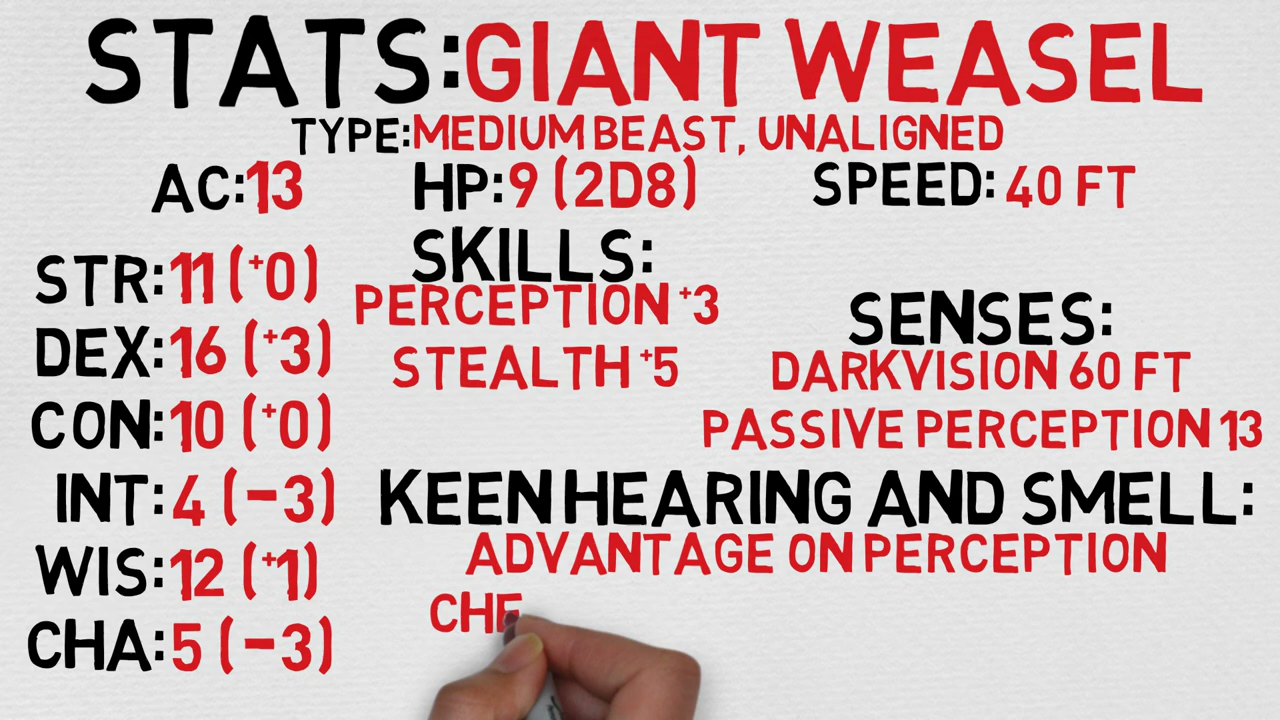 STATS:GIANT WEASEL
TYPE:MEDIUM BEAST, UNALIGNED
AC:13 HP:9 (2D8) SPEED: 40 FT
STR:11 (+0)
DEX:16 (+3)
CON:10 (+0)
INT:4 (-3)
WIS:12 (+1)
CHA:5 (-3)
SKILLS:
PERCEPTION +3
STEALTH +5
SENSES:
DARKVISION 60 FT
PASSIVE PERCEPTION 13
KEEN HEARING AND SMELL:
ADVANTAGE ON PERCEPTION
CHE